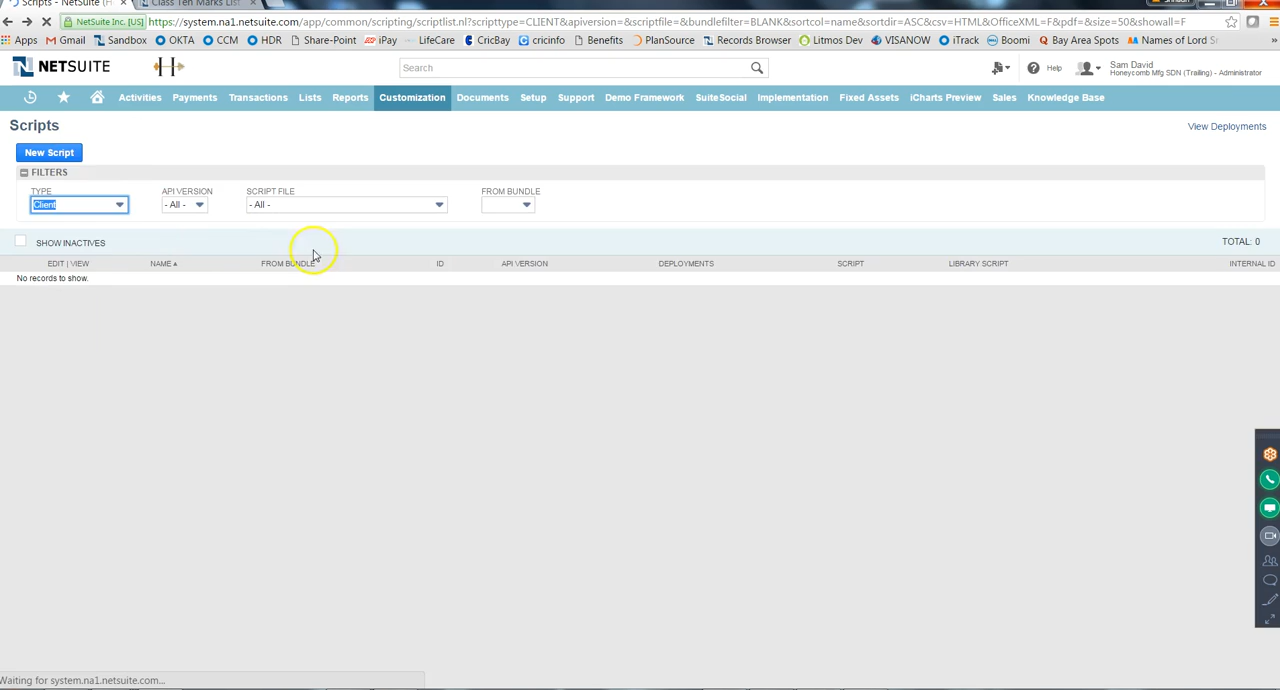 Scripts - NetSuite (H
Class Ten Marks List
NetSuite Inc. [US] https://system.na1.netsuite.com/app/common/scripting/scriptlist.nl?scripttype=CLIENT&apiversion=&scriptfile=&bundlefilter=BLANK&sortcol=name&sortdir=ASC&csv=HTML&OfficeXML=F&pdf=&size=50&showall=F
Apps Gmail Sandbox OKTA CCM HDR Share-Point iPay LifeCare CricBay cricinfo Benefits PlanSource Records Browser Litmos Dev VISANOW iTrack Boomi Bay Area Spots Names of Lord Sr »
NETSUITE H Search Help Sam David
Honeycomb Mfg SDN (Trailing) - Administrator
Activities Payments Transactions Lists Reports Customization Documents Setup Support Demo Framework SuiteSocial Implementation Fixed Assets iCharts Preview Sales Knowledge Base
Scripts View Deployments
New Script
FILTERS
TYPE API VERSION SCRIPT FILE FROM BUNDLE
Client - All - - All -
SHOW INACTIVES TOTAL: 0
EDIT | VIEW NAME ▲ FROM BUNDLE ID API VERSION DEPLOYMENTS SCRIPT LIBRARY SCRIPT INTERNAL ID
No records to show.
Waiting for system.na1.netsuite.com...